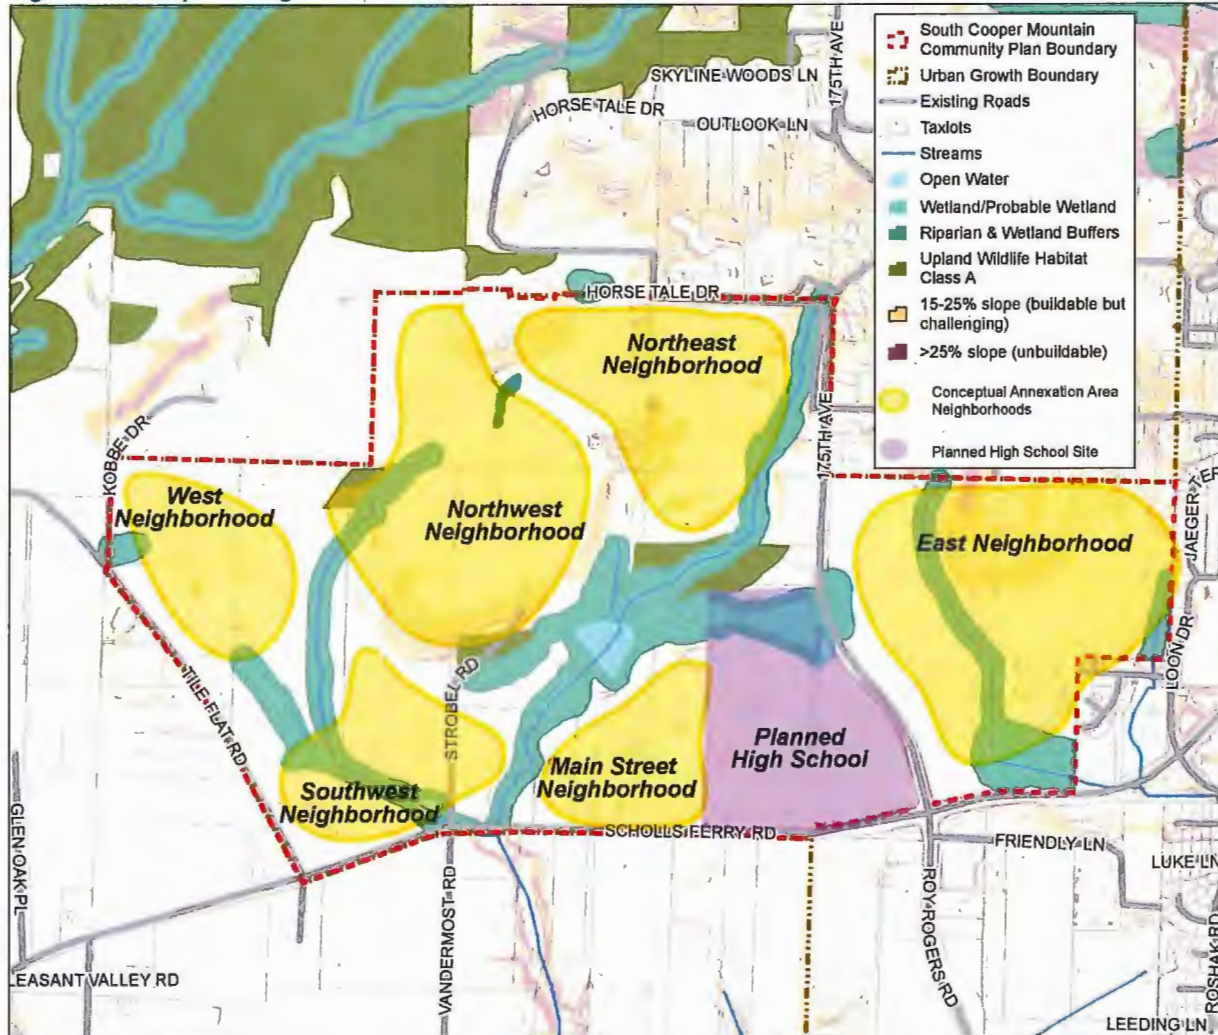 SKYLINE WOODS LN
HORSE TALE DR
OUTLOOK LN
175TH AVE
South Cooper Mountain
Community Plan Boundary
Urban Growth Boundary
Existing Roads
Taxlots
Streams
Open Water
Wetland/Probable Wetland
Riparian & Wetland Buffers
Upland Wildlife Habitat
Class A
15-25% slope (buildable but
challenging)
>25% slope (unbuildable)
Conceptual Annexation Area
Neighborhoods
Planned High School Site
HORSE TALE DR
Northeast
Neighborhood
175TH AVE
KOBBE DR
West
Neighborhood
Northwest
Neighborhood
East Neighborhood
JAEGER TER
LOON DR
TILE FLAT RD
STROBEL RD
Southwest
Neighborhood
Main Street
Neighborhood
Planned
High School
SCHOLLS FERRY RD
GLEN OAK PL
VANDERMOST RD
ROY ROGERS RD
FRIENDLY LN
LUKE LN
ROSHAK RD
LEASANT VALLEY RD
LEEDING LN